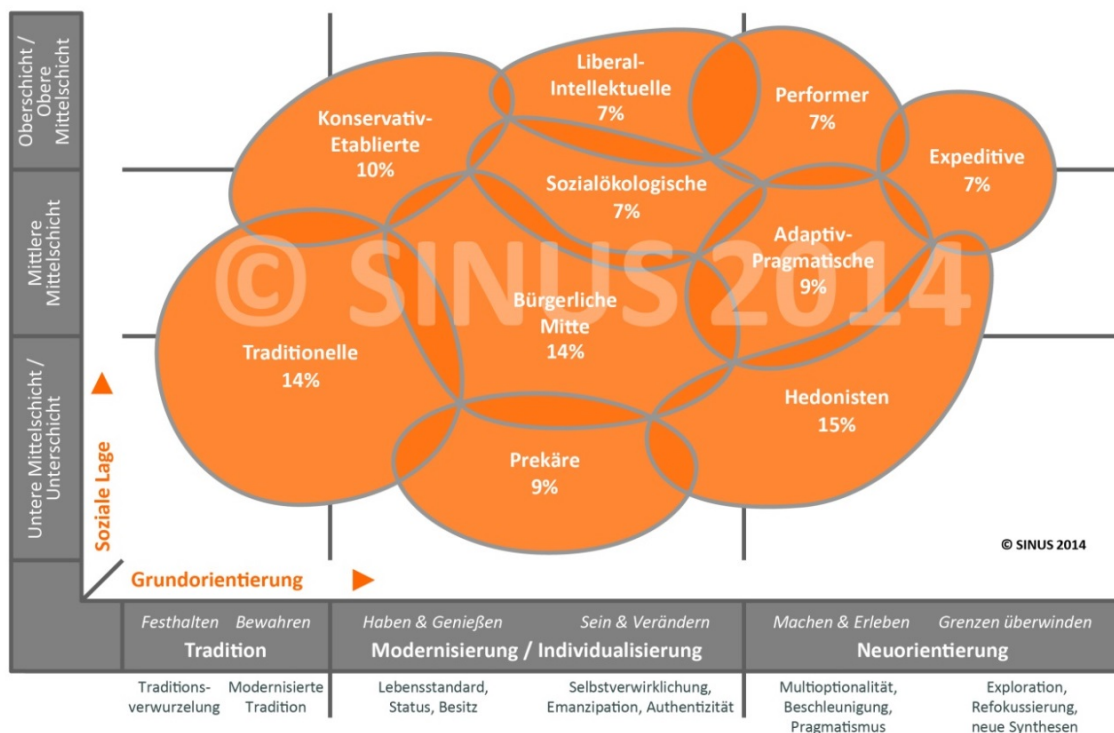 Oberschicht /
Obere
Mittelschicht
Mittlere
Mittelschicht
Untere Mittelschicht /
Unterschicht
Soziale Lage
Konservativ-
Etablierte
10%
Liberal-
Intellektuelle
7%
Performer
7%
Expeditive
7%
Sozialökologische
7%
Adaptiv-
Pragmatische
9%
© SINUS 2014
Bürgerliche
Mitte
14%
Traditionelle
14%
Hedonisten
15%
Prekäre
9%
© SINUS 2014
Grundorientierung
Festhalten
Bewahren
Tradition
Haben & Genießen
Sein & Verändern
Modernisierung / Individualisierung
Machen & Erleben
Grenzen überwinden
Neuorientierung
Traditions-
verwurzelung
Modernisierte
Tradition
Lebensstandard,
Status, Besitz
Selbstverwirklichung,
Emanzipation, Authentizität
Multioptionalität,
Beschleunigung,
Pragmatismus
Exploration,
Refokussierung,
neue Synthesen